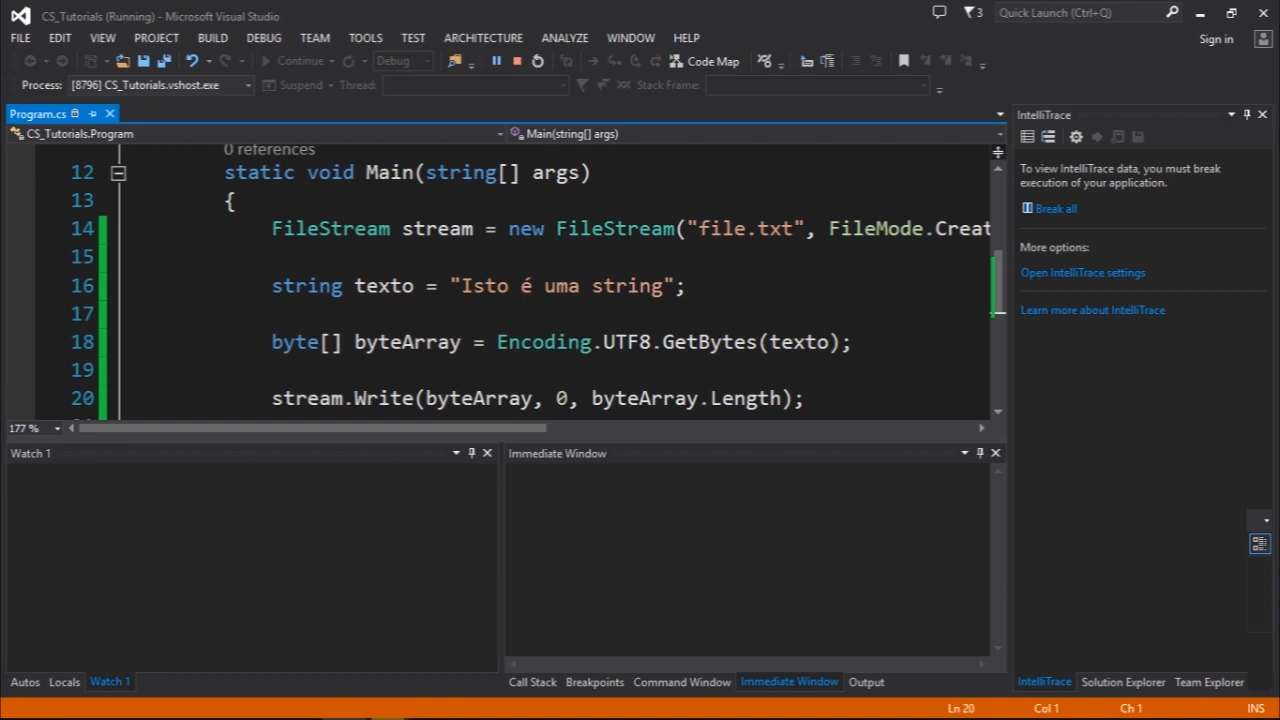 CS_Tutorials (Running) - Microsoft Visual Studio
3
Quick Launch (Ctrl+Q)
FILE EDIT VIEW PROJECT BUILD DEBUG TEAM TOOLS TEST ARCHITECTURE ANALYZE WINDOW HELP
Sign in
Continue Debug Code Map
Process: [8796] CS_Tutorials.vshost.exe Suspend Thread: Stack Frame:
Program.cs
CS_Tutorials.Program Main(string[] args)
0 references
12 static void Main(string[] args)
13 {
14 FileStream stream = new FileStream("file.txt", FileMode.Creat
15
16 string texto = "Isto é uma string";
17
18 byte[] byteArray = Encoding.UTF8.GetBytes(texto);
19
20 stream.Write(byteArray, 0, byteArray.Length);
177 %
IntelliTrace
To view IntelliTrace data, you must break
execution of your application.
Break all
More options:
Open IntelliTrace settings
Learn more about IntelliTrace
Watch 1
Immediate Window
Autos Locals Watch 1
Call Stack Breakpoints Command Window Immediate Window Output
IntelliTrace Solution Explorer Team Explorer
Ln 20 Col 1 Ch 1 INS